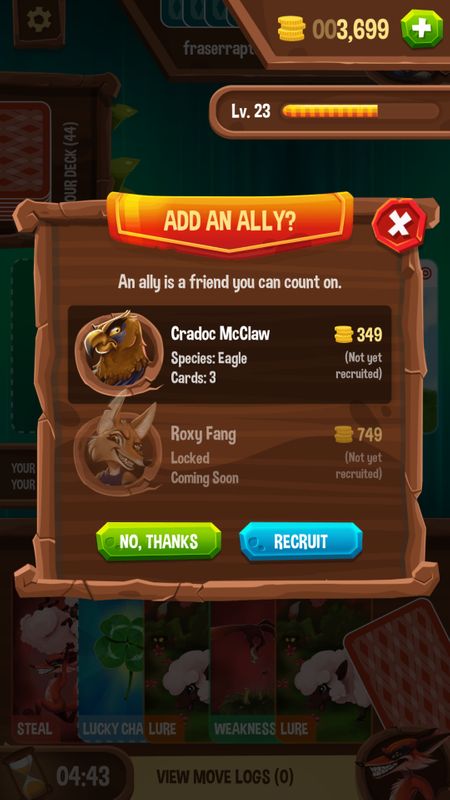 003,699
fraserrapt
Lv. 23
OUR DECK (44)
ADD AN ALLY?
An ally is a friend you can count on.
Cradoc McClaw
349
Species: Eagle
(Not yet
recruited)
Cards: 3
Roxy Fang
749
Locked
(Not yet
recruited)
Coming Soon
YOUR
YOUR
NO, THANKS
RECRUIT
STEAL
LUCKY CHA
LURE
WEAKNESS
LURE
04:43
VIEW MOVE LOGS (0)